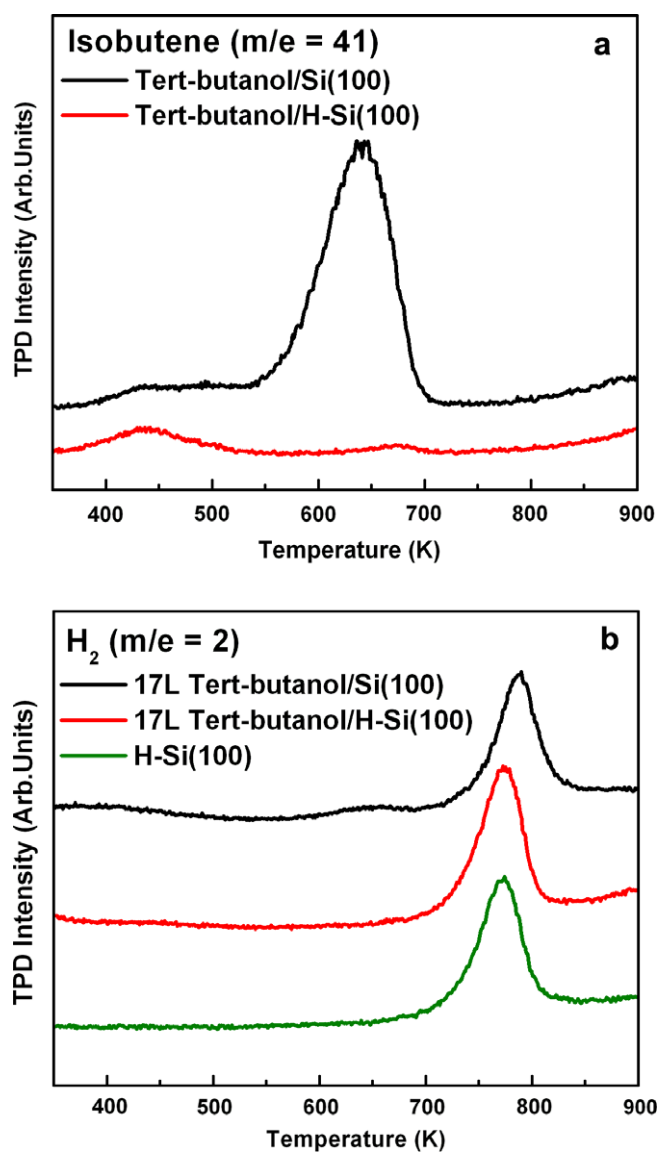 Isobutene (m/e = 41)
a
Tert-butanol/Si(100)
Tert-butanol/H-Si(100)
TPD Intensity (Arb.Units)
400 500 600 700 800 900
Temperature (K)
H₂ (m/e = 2)
b
17L Tert-butanol/Si(100)
17L Tert-butanol/H-Si(100)
H-Si(100)
TPD Intensity (Arb.Units)
400 500 600 700 800 900
Temperature (K)